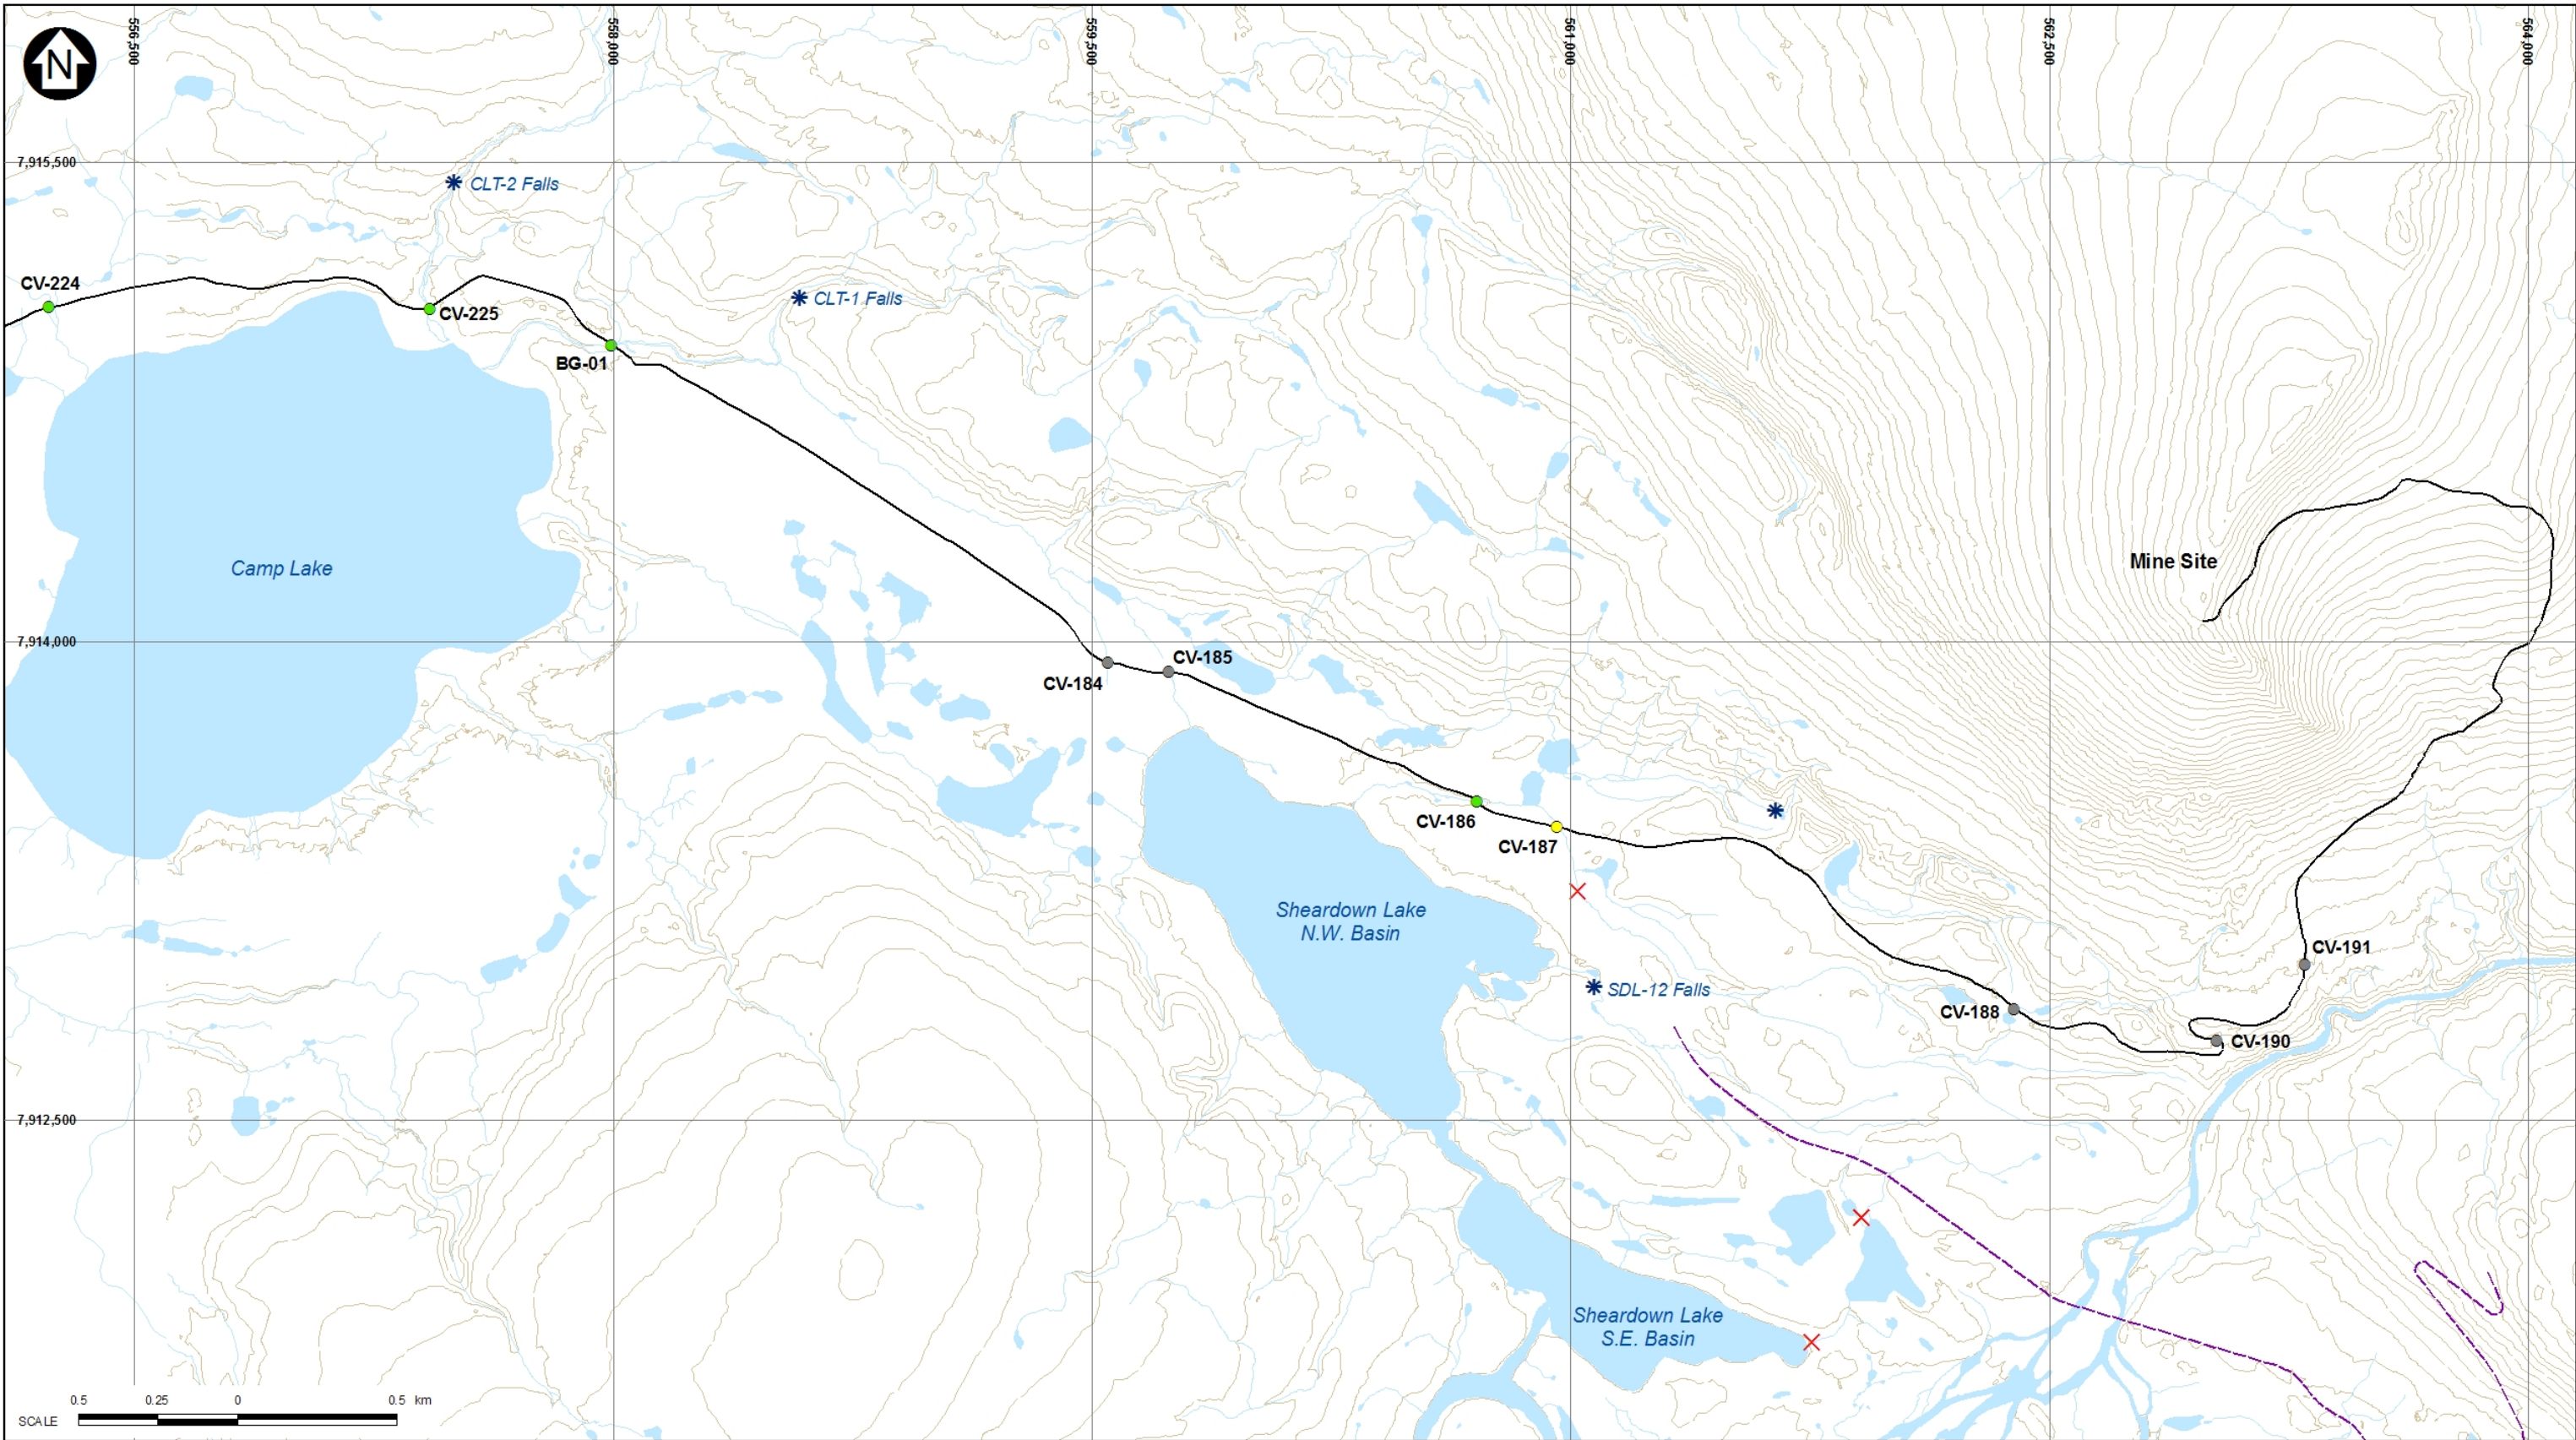 556,500
558,000
559,500
561,000
562,500
564,000
N
7,915,500
CLT-2 Falls
CV-224
CLT-1 Falls
CV-225
BG-01
Mine Site
Camp Lake
7,914,000
CV-185
CV-184
CV-186
CV-187
Sheardown Lake
N.W. Basin
CV-191
SDL-12 Falls
CV-188
CV-190
7,912,500
Sheardown Lake
S.E. Basin
0.5 0.25 0 0.5 km
SCALE